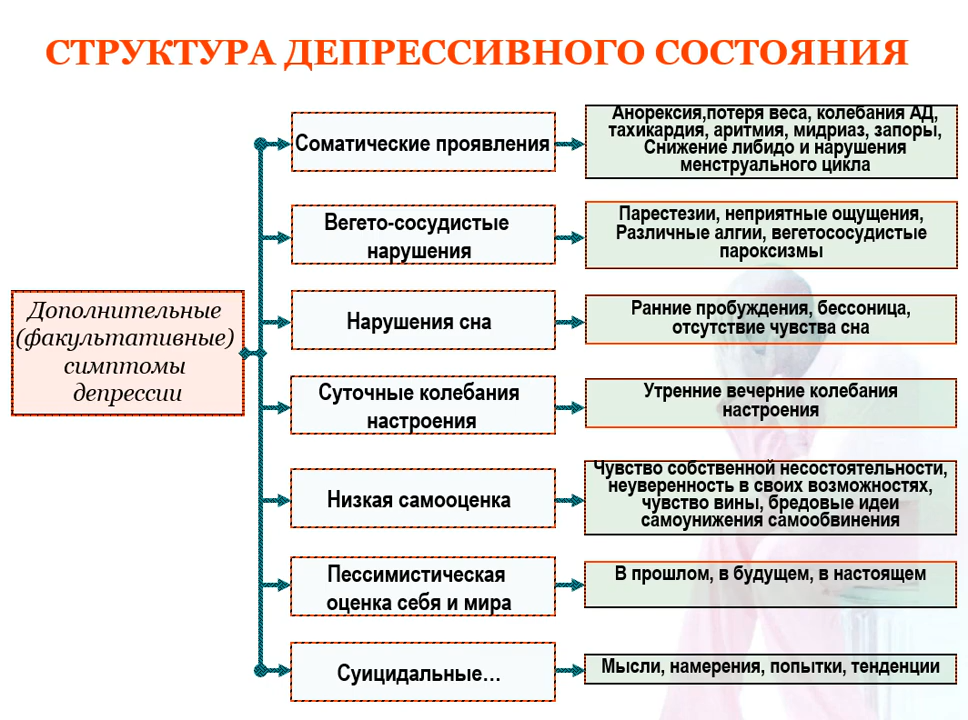 СТРУКТУРА ДЕПРЕССИВНОГО СОСТОЯНИЯ
Дополнительные
(факультативные)
симптомы
депрессии
Соматические проявления
Анорексия,потеря веса, колебания АД,
тахикардия, аритмия, мидриаз, запоры,
Снижение либидо и нарушения
менструального цикла
Вегето-сосудистые
нарушения
Парестезии, неприятные ощущения,
Различные алгии, вегетососудистые
пароксизмы
Нарушения сна
Ранние пробуждения, бессоница,
отсутствие чувства сна
Суточные колебания
настроения
Утренние вечерние колебания
настроения
Низкая самооценка
Чувство собственной несостоятельности,
неуверенность в своих возможностях,
чувство вины, бредовые идеи
самоунижения самообвинения
Пессимистическая
оценка себя и мира
В прошлом, в будущем, в настоящем
Суицидальные…
Мысли, намерения, попытки, тенденции